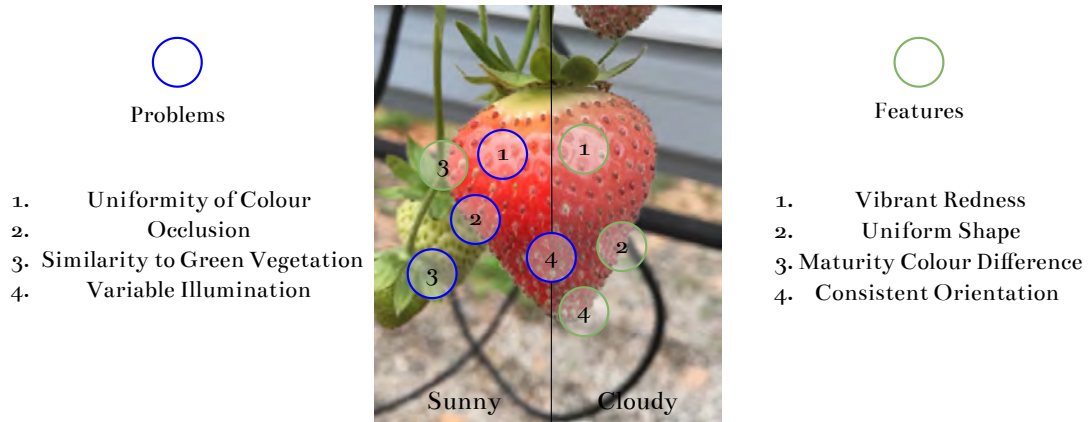 Problems
1. Uniformity of Colour
2. Occlusion
3. Similarity to Green Vegetation
4. Variable Illumination
1
1
3
2
2
3
4
4
Sunny
Cloudy
Features
1. Vibrant Redness
2. Uniform Shape
3. Maturity Colour Difference
4. Consistent Orientation